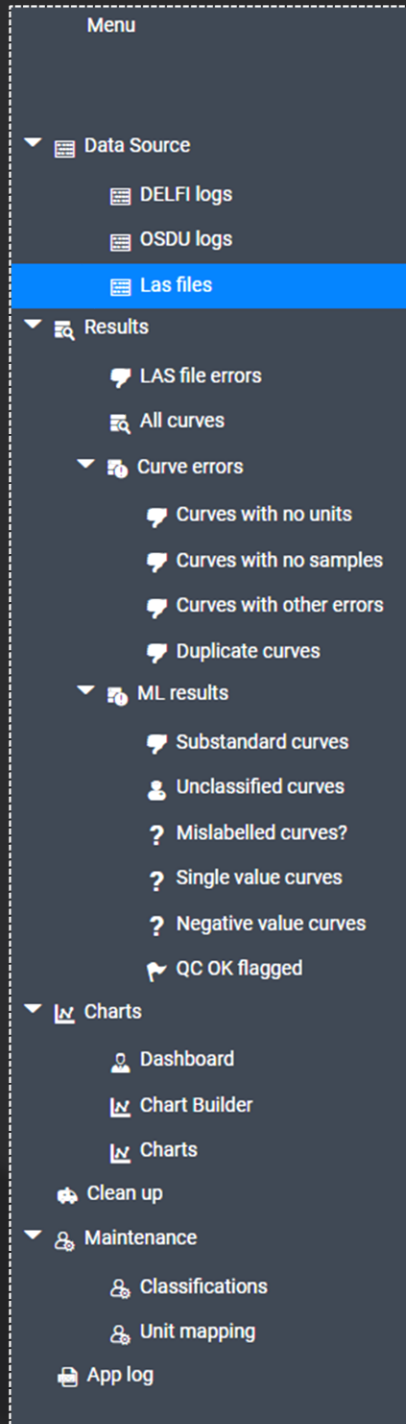 Menu
Data Source
DELFI logs
OSDU logs
Las files
Results
LAS file errors
All curves
Curve errors
Curves with no units
Curves with no samples
Curves with other errors
Duplicate curves
ML results
Substandard curves
Unclassified curves
Mislabelled curves?
Single value curves
Negative value curves
QC OK flagged
Charts
Dashboard
Chart Builder
Charts
Clean up
Maintenance
Classifications
Unit mapping
App log